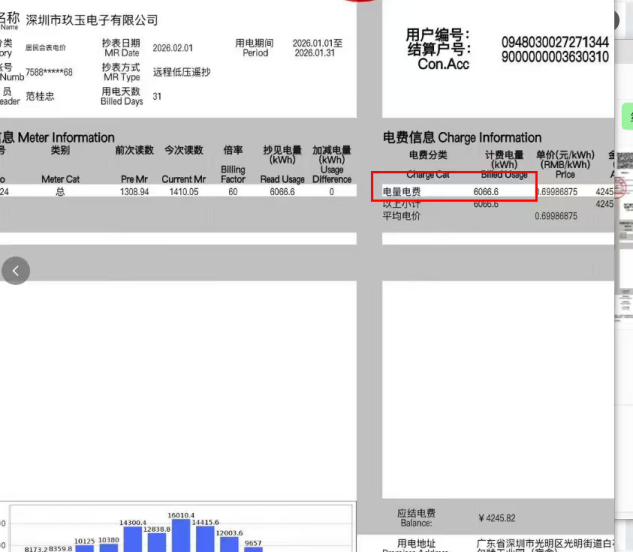 名称 深圳市玖玉电子有限公司
Name
用户编号: 0948030027271344
结算户号: 9000000003630310
Con.Acc
分类 居民合表电价 抄表日期 2026.02.01 用电期间 2026.01.01至
ory MR Date Period 2026.01.31
账号 7588*****68 抄表方式 远程低压遥抄
Numb MR Type
员 范桂忠 用电天数 31
eader Billed Days
息 Meter Information
号 类别 前次读数 今次读数 倍率 抄见电量 加减电量
(kWh) (kWh)
Billing Usage
o Meter Cat Pre Mr Current Mr Factor Read Usage Difference
24 总 1308.94 1410.05 60 6066.6 0
电费信息 Charge Information
电费分类 计费电量 单价(元/kWh) 金
(kWh) (RMB/kWh)
Charge Cat Billed Usage Price A
电量电费 6066.6 0.69986875 4245
以上小计 6066.6 4245
平均电价 0.69986875
16010.4
14300.4 14415.6
12838.8
12003.6
10125 10380
9657
8173.2 8359.8
应结电费 ¥4245.82
Balance:
用电地址 广东省深圳市光明区光明街道白